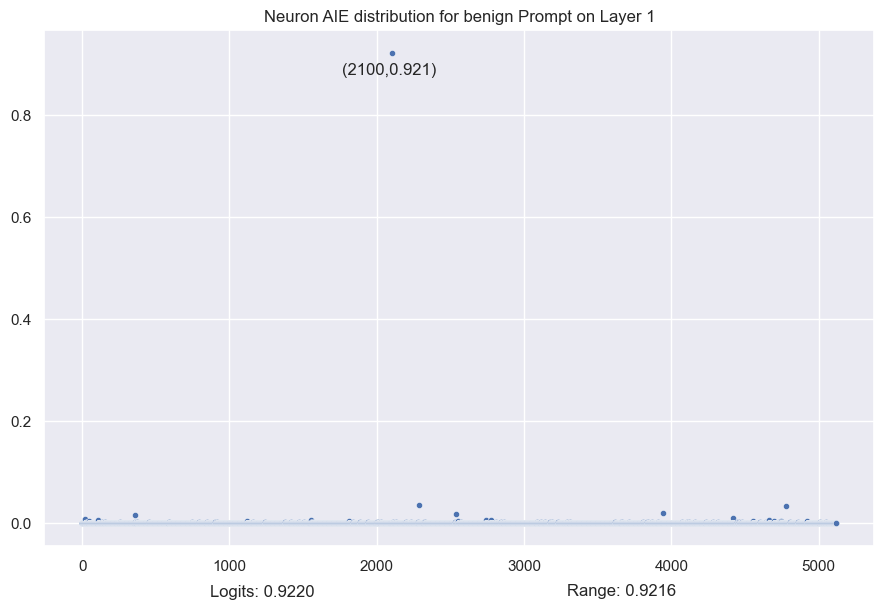 Neuron AIE distribution for benign Prompt on Layer 1
(2100,0.921)
0.8
0.6
0.4
0.2
0.0
0 1000 2000 3000 4000 5000
Logits: 0.9220 Range: 0.9216